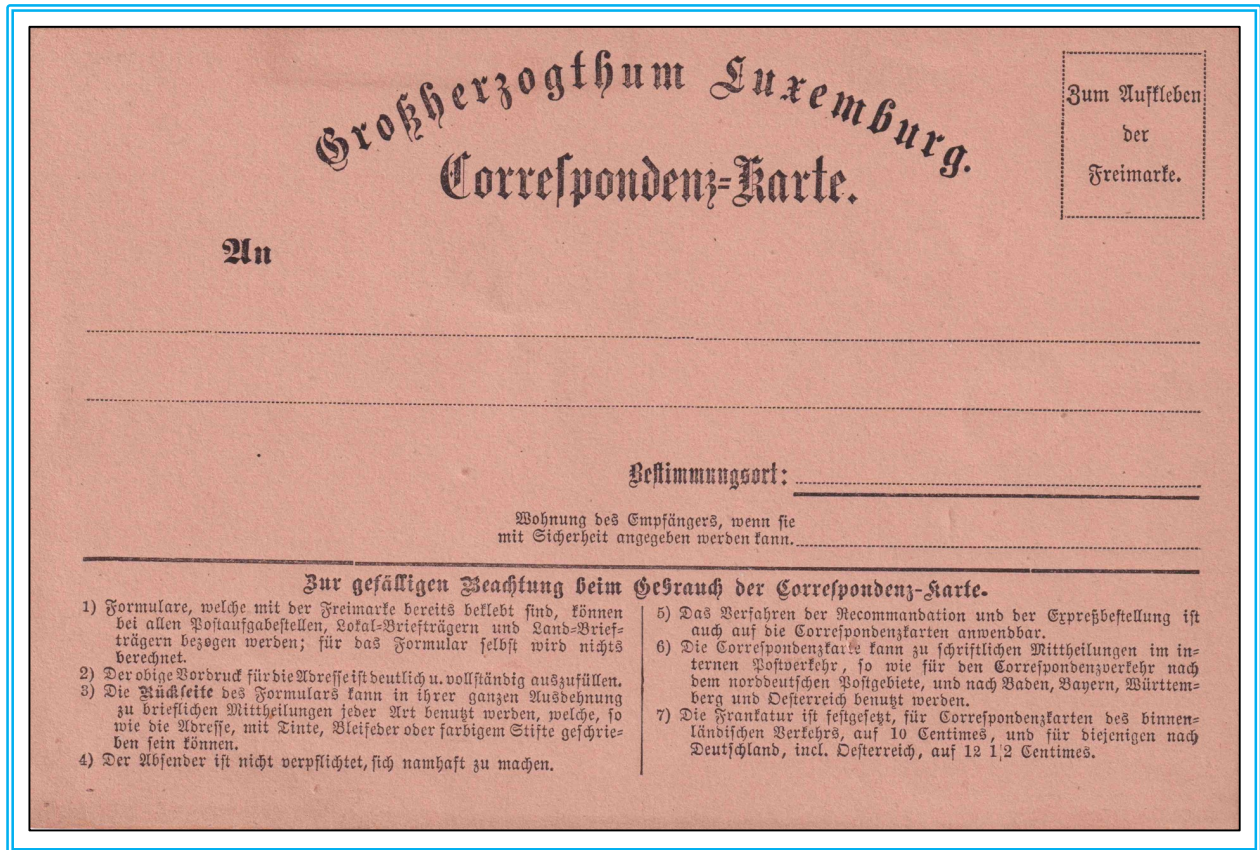 Großherzogthum Luxemburg.
Correspondenz-Karte.
Zum Aufkleben
der
Freimarke.
An
Bestimmungsort:
Wohnung des Empfängers, wenn sie
mit Sicherheit angegeben werden kann.
Zur gefälligen Beachtung beim Gebrauch der Correspondenz-Karte.
1) Formulare, welche mit der Freimarke bereits beklebt sind, können
bei allen Postaufgabestellen, Lokal-Briefträgern und Land-Brief-
trägern bezogen werden; für das Formular selbst wird nichts
berechnet.
2) Der obige Vordruck für die Adresse ist deutlich u. vollständig auszufüllen.
3) Die Rückseite des Formulars kann in ihrer ganzen Ausdehnung
zu brieflichen Mittheilungen jeder Art benutzt werden, welche, so
wie die Adresse, mit Tinte, Bleifeder oder farbigem Stifte geschrie-
ben sein können.
4) Der Absender ist nicht verpflichtet, sich namhaft zu machen.
5) Das Verfahren der Recommandation und der Expreßbestellung ist
auch auf die Correspondenzkarten anwendbar.
6) Die Correspondenzkarte kann zu schriftlichen Mittheilungen im in-
ternen Postverkehr, so wie für den Correspondenzverkehr nach
dem norddeutschen Postgebiete, und nach Baden, Bayern, Württem-
berg und Oesterreich benutzt werden.
7) Die Frankatur ist festgesetzt, für Correspondenzkarten des binnen-
ländischen Verkehrs, auf 10 Centimes, und für diejenigen nach
Deutschland, incl. Oesterreich, auf 12 1/2 Centimes.